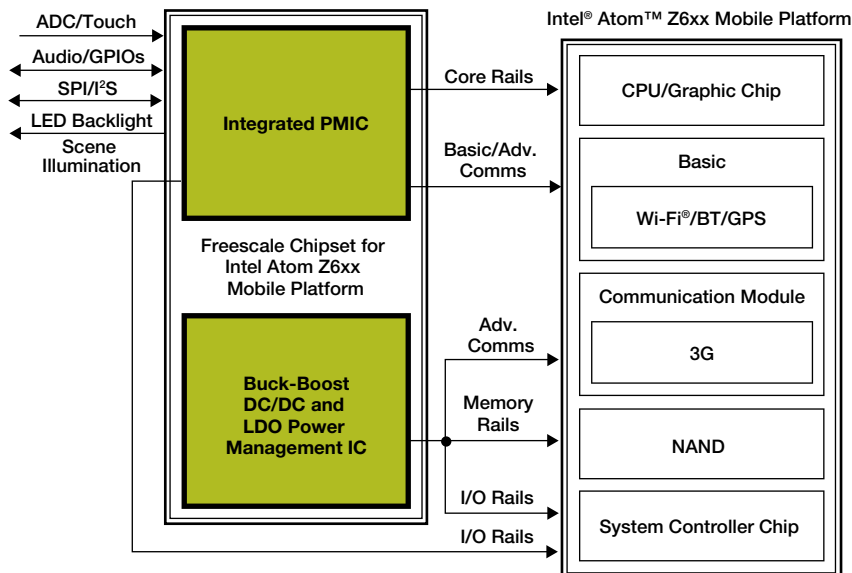 Intel® Atom™ Z6xx Mobile Platform
ADC/Touch
Audio/GPIOs
SPI/I²S
LED Backlight
Scene
Illumination
Integrated PMIC
Freescale Chipset for
Intel Atom Z6xx
Mobile Platform
Buck-Boost
DC/DC and
LDO Power
Management IC
Core Rails
Basic/Adv.
Comms
Adv.
Comms
Memory
Rails
I/O Rails
I/O Rails
CPU/Graphic Chip
Basic
Wi-Fi®/BT/GPS
Communication Module
3G
NAND
System Controller Chip